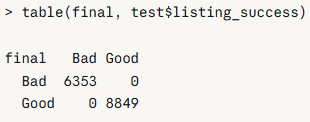 > table(final, test$listing_success)
final Bad Good
Bad 6353 0
Good 0 8849